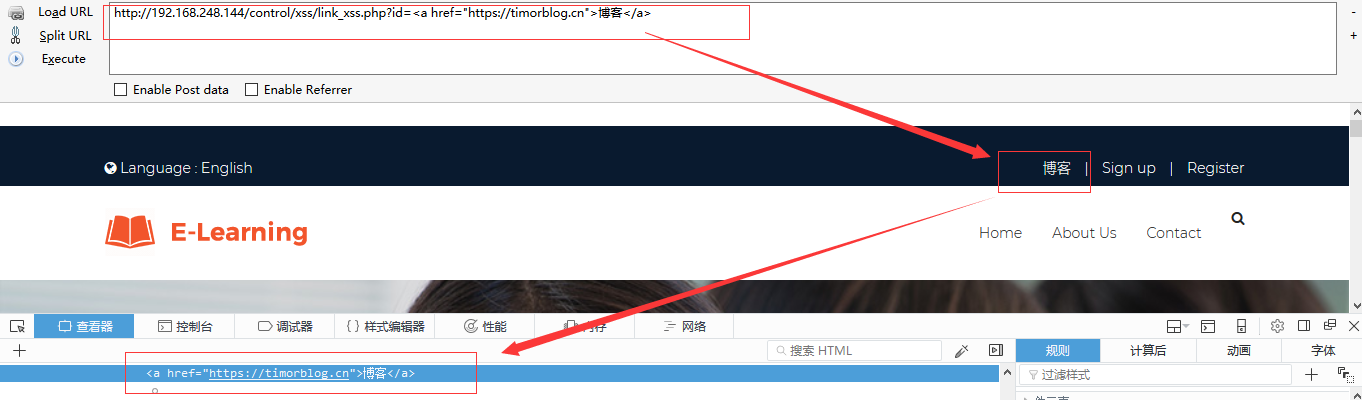 Load URL
http://192.168.248.144/control/xss/link_xss.php?id=<a href="https://timorblog.cn">博客</a>
-
Split URL
+
Execute
Enable Post data Enable Referrer
Language : English 博客 | Sign up | Register
E-Learning Home About Us Contact
查看器 控制台 调试器 { } 样式编辑器 性能 内存 网络
+ 搜索 HTML 规则 计算后 动画 字体
<a href="https://timorblog.cn">博客</a> 过滤样式 +